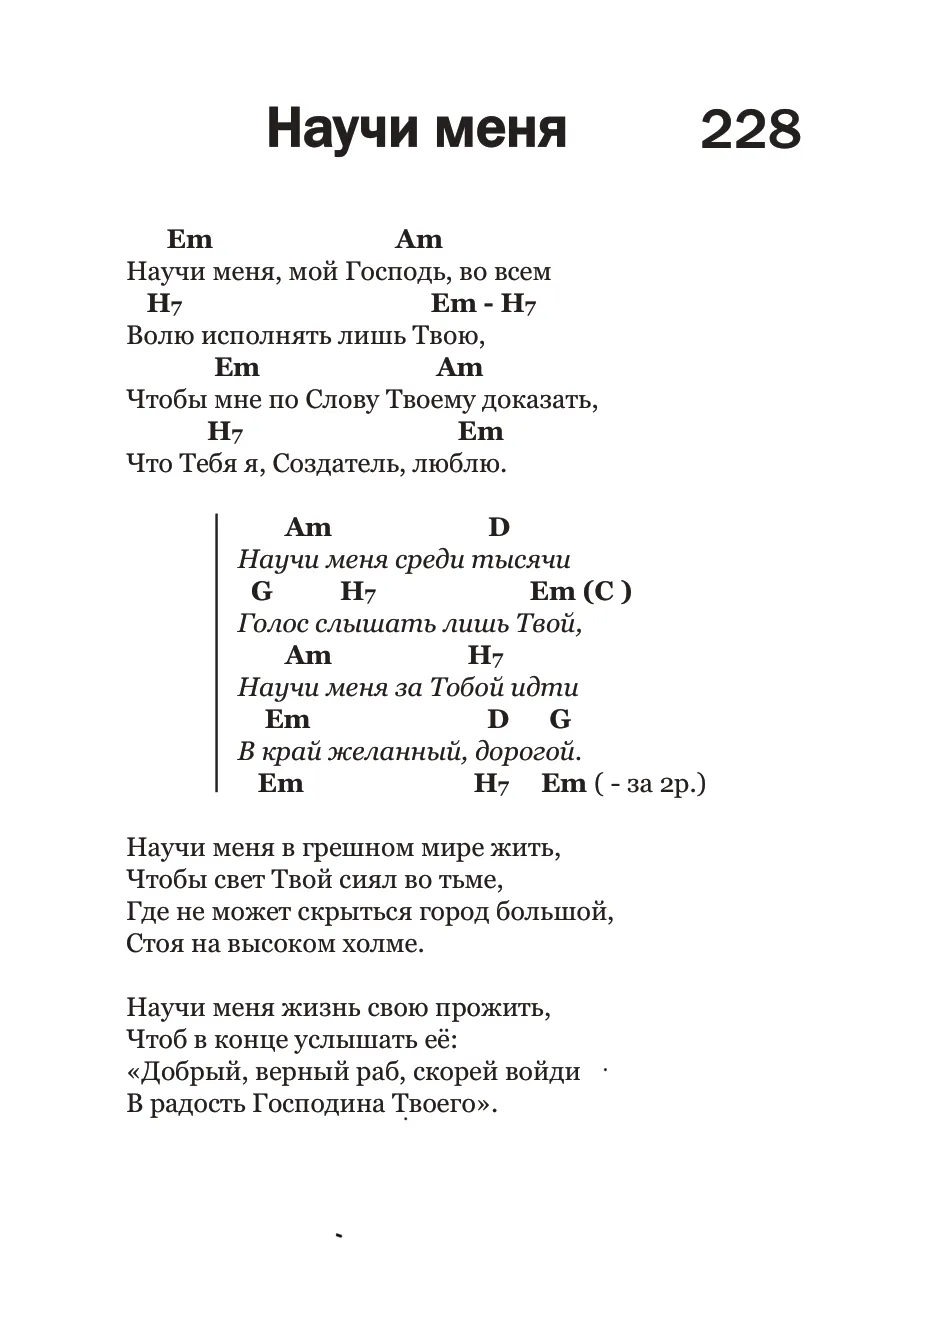 Научи меня 228
Em Am
Научи меня, мой Господь, во всем
H7 Em - H7
Волю исполнять лишь Твою,
Em Am
Чтобы мне по Слову Твоему доказать,
H7 Em
Что Тебя я, Создатель, люблю.
Am D
Научи меня среди тысячи
G H7 Em (C )
Голос слышать лишь Твой,
Am H7
Научи меня за Тобой идти
Em D G
В край желанный, дорогой.
Em H7 Em ( - за 2р.)
Научи меня в грешном мире жить,
Чтобы свет Твой сиял во тьме,
Где не может скрыться город большой,
Стоя на высоком холме.
Научи меня жизнь свою прожить,
Чтоб в конце услышать её:
«Добрый, верный раб, скорей войди
В радость Господина Твоего».